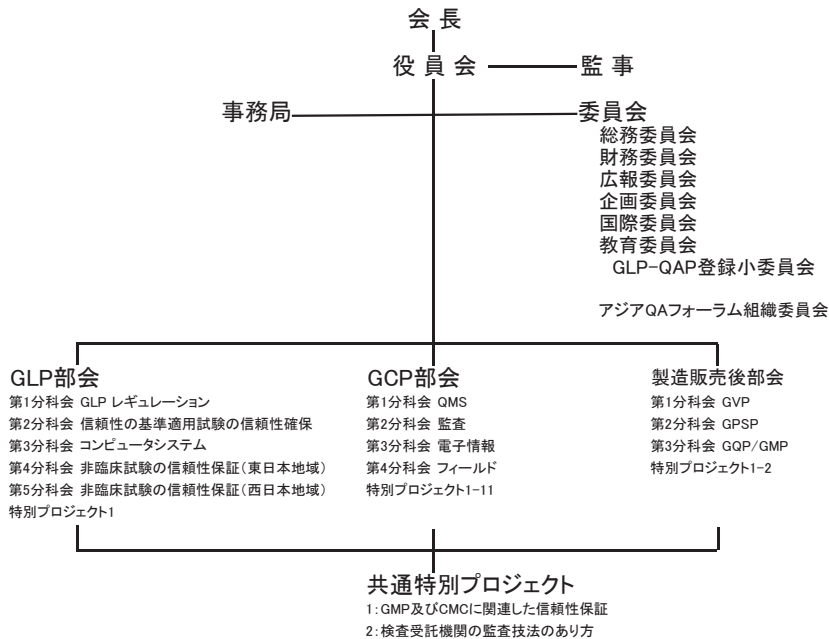 会 長
役 員 会
監 事
事務局
委員会
総務委員会
財務委員会
広報委員会
企画委員会
国際委員会
教育委員会
GLP-QAP登録小委員会
アジアQAフォーラム組織委員会
GLP部会
第1分科会 GLP レギュレーション
第2分科会 信頼性の基準適用試験の信頼性確保
第3分科会 コンピュータシステム
第4分科会 非臨床試験の信頼性保証(東日本地域)
第5分科会 非臨床試験の信頼性保証(西日本地域)
特別プロジェクト1
GCP部会
第1分科会 QMS
第2分科会 監査
第3分科会 電子情報
第4分科会 フィールド
特別プロジェクト1-11
製造販売後部会
第1分科会 GVP
第2分科会 GPSP
第3分科会 GQP/GMP
特別プロジェクト1-2
共通特別プロジェクト
1:GMP及びCMCに関連した信頼性保証
2:検査受託機関の監査技法のあり方